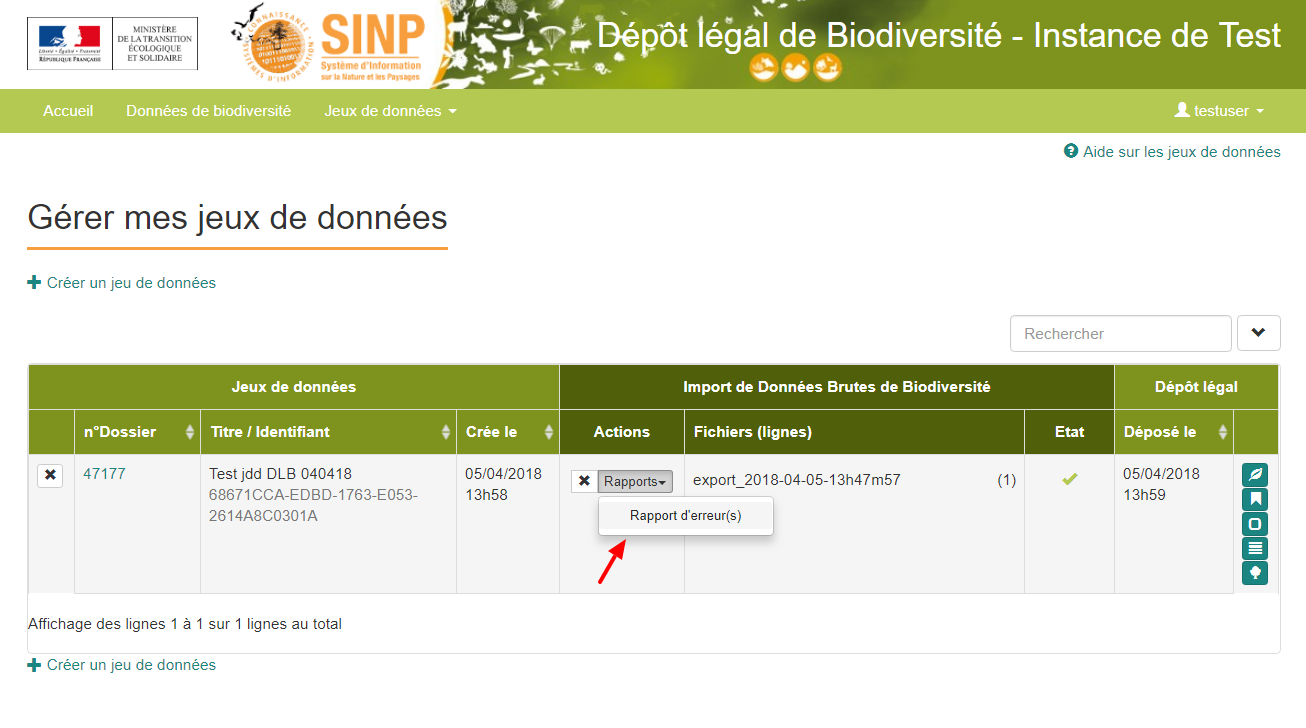 MINISTÈRE
DE LA TRANSITION
ÉCOLOGIQUE
ET SOLIDAIRE
Liberté • Égalité • Fraternité
RÉPUBLIQUE FRANÇAISE
CONNAISSANCE
SINP
Système d'Information
sur la Nature et les Paysages
Dépôt légal de Biodiversité - Instance de Test
Accueil Données de biodiversité Jeux de données testuser
Aide sur les jeux de données
Gérer mes jeux de données
Créer un jeu de données
Rechercher
Jeux de données Import de Données Brutes de Biodiversité Dépôt légal
n°Dossier Titre / Identifiant Crée le Actions Fichiers (lignes) Etat Déposé le
47177 Test jdd DLB 040418 05/04/2018 Rapports export_2018-04-05-13h47m57 (1) 05/04/2018
68671CCA-EDBD-1763-E053- 13h58 13h59
2614A8C0301A
Rapport d'erreur(s)
Affichage des lignes 1 à 1 sur 1 lignes au total
Créer un jeu de données